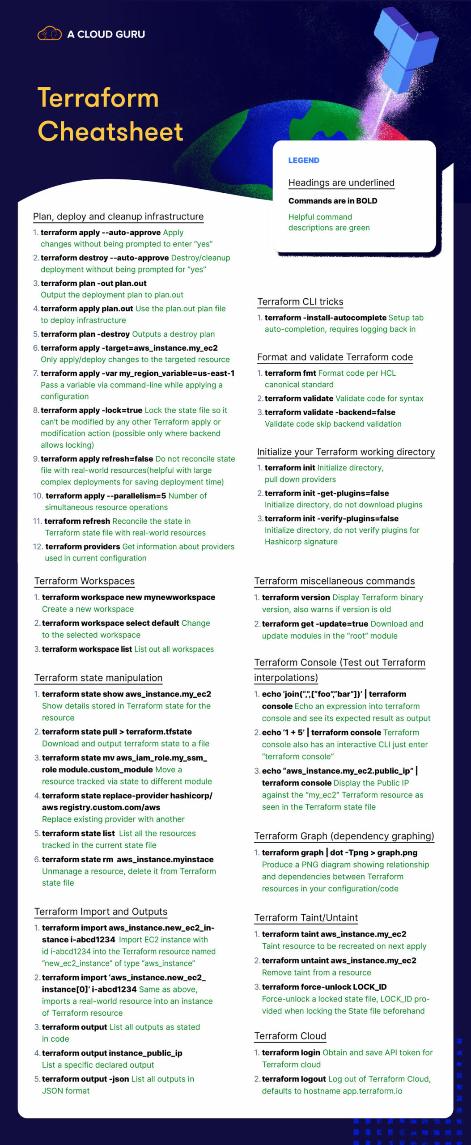 A CLOUD GURU
Terraform
Cheatsheet
LEGEND
Headings are underlined
Commands are in BOLD
Helpful command
descriptions are green
Plan, deploy and cleanup infrastructure
1. terraform apply --auto-approve Apply
changes without being prompted to enter “yes”
2. terraform destroy --auto-approve Destroy/cleanup
deployment without being prompted for “yes”
3. terraform plan -out plan.out
Output the deployment plan to plan.out
4. terraform apply plan.out Use the plan.out plan file
to deploy infrastructure
5. terraform plan -destroy Outputs a destroy plan
6. terraform apply -target=aws_instance.my_ec2
Only apply/deploy changes to the targeted resource
7. terraform apply -var my_region_variable=us-east-1
Pass a variable via command-line while applying a
configuration
8. terraform apply -lock=true Lock the state file so it
can't be modified by any other Terraform apply or
modification action (possible only where backend
allows locking)
9. terraform apply refresh=false Do not reconcile state
file with real-world resources(helpful with large
complex deployments for saving deployment time)
10. terraform apply --parallelism=5 Number of
simultaneous resource operations
11. terraform refresh Reconcile the state in
Terraform state file with real-world resources
12. terraform providers Get information about providers
used in current configuration
Terraform Workspaces
1. terraform workspace new mynewworkspace
Create a new workspace
2. terraform workspace select default Change
to the selected workspace
3. terraform workspace list List out all workspaces
Terraform state manipulation
1. terraform state show aws_instance.my_ec2
Show details stored in Terraform state for the
resource
2. terraform state pull > terraform.tfstate
Download and output terraform state to a file
3. terraform state mv aws_iam_role.my_ssm_
role module.custom_module Move a
resource tracked via state to different module
4. terraform state replace-provider hashicorp/
aws registry.custom.com/aws
Replace existing provider with another
5. terraform state list List all the resources
tracked in the current state file
6. terraform state rm aws_instance.myinstace
Unmanage a resource, delete it from Terraform
state file
Terraform Import and Outputs
1. terraform import aws_instance.new_ec2_in-
stance i-abcd1234 Import EC2 instance with
id i-abcd1234 into the Terraform resource named
“new_ec2_instance” of type “aws_instance”
2. terraform import ‘aws_instance.new_ec2_
instance[0]’ i-abcd1234 Same as above,
imports a real-world resource into an instance
of Terraform resource
3. terraform output List all outputs as stated
in code
4. terraform output instance_public_ip
List a specific declared output
5. terraform output -json List all outputs in
JSON format
Terraform CLI tricks
1. terraform -install-autocomplete Setup tab
auto-completion, requires logging back in
Format and validate Terraform code
1. terraform fmt Format code per HCL
canonical standard
2. terraform validate Validate code for syntax
3. terraform validate -backend=false
Validate code skip backend validation
Initialize your Terraform working directory
1. terraform init Initialize directory,
pull down providers
2. terraform init -get-plugins=false
Initialize directory, do not download plugins
3. terraform init -verify-plugins=false
Initialize directory, do not verify plugins for
Hashicorp signature
Terraform miscellaneous commands
1. terraform version Display Terraform binary
version, also warns if version is old
2. terraform get -update=true Download and
update modules in the “root” module
Terraform Console (Test out Terraform
interpolations)
1. echo ‘join(“,”,[“foo”,”bar”])’ | terraform
console Echo an expression into terraform
console and see its expected result as output
2. echo ‘1 + 5’ | terraform console Terraform
console also has an interactive CLI just enter
“terraform console”
3. echo “aws_instance.my_ec2.public_ip” |
terraform console Display the Public IP
against the “my_ec2” Terraform resource as
seen in the Terraform state file
Terraform Graph (dependency graphing)
1. terraform graph | dot -Tpng > graph.png
Produce a PNG diagram showing relationship
and dependencies between Terraform
resources in your configuration/code
Terraform Taint/Untaint
1. terraform taint aws_instance.my_ec2
Taint resource to be recreated on next apply
2. terraform untaint aws_instance.my_ec2
Remove taint from a resource
3. terraform force-unlock LOCK_ID
Force-unlock a locked state file, LOCK_ID pro-
vided when locking the State file beforehand
Terraform Cloud
1. terraform login Obtain and save API token for
Terraform cloud
2. terraform logout Log out of Terraform Cloud,
defaults to hostname app.terraform.io